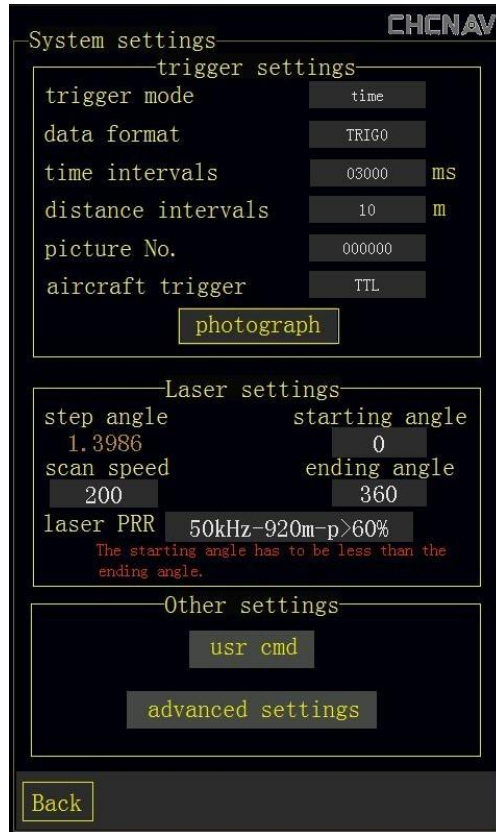 CHCNAV
System settings
trigger settings
trigger mode time
data format TRIG0
time intervals 03000 ms
distance intervals 10 m
picture No. 000000
aircraft trigger TTL
photograph
Laser settings
step angle starting angle
1.3986 0
scan speed ending angle
200 360
laser PRR 50kHz-920m-p>60%
The starting angle has to be less than the
ending angle.
Other settings
usr cmd
advanced settings
Back